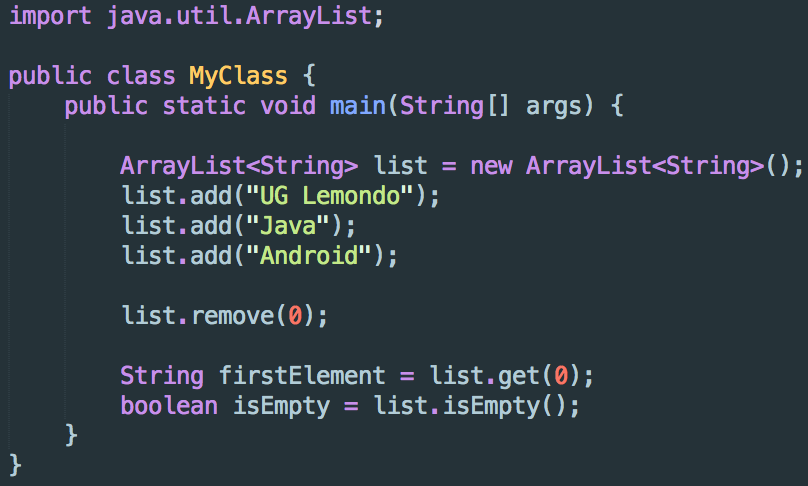 import java.util.ArrayList;
public class MyClass {
public static void main(String[] args) {
ArrayList<String> list = new ArrayList<String>();
list.add("UG Lemondo");
list.add("Java");
list.add("Android");
list.remove(0);
String firstElement = list.get(0);
boolean isEmpty = list.isEmpty();
}
}